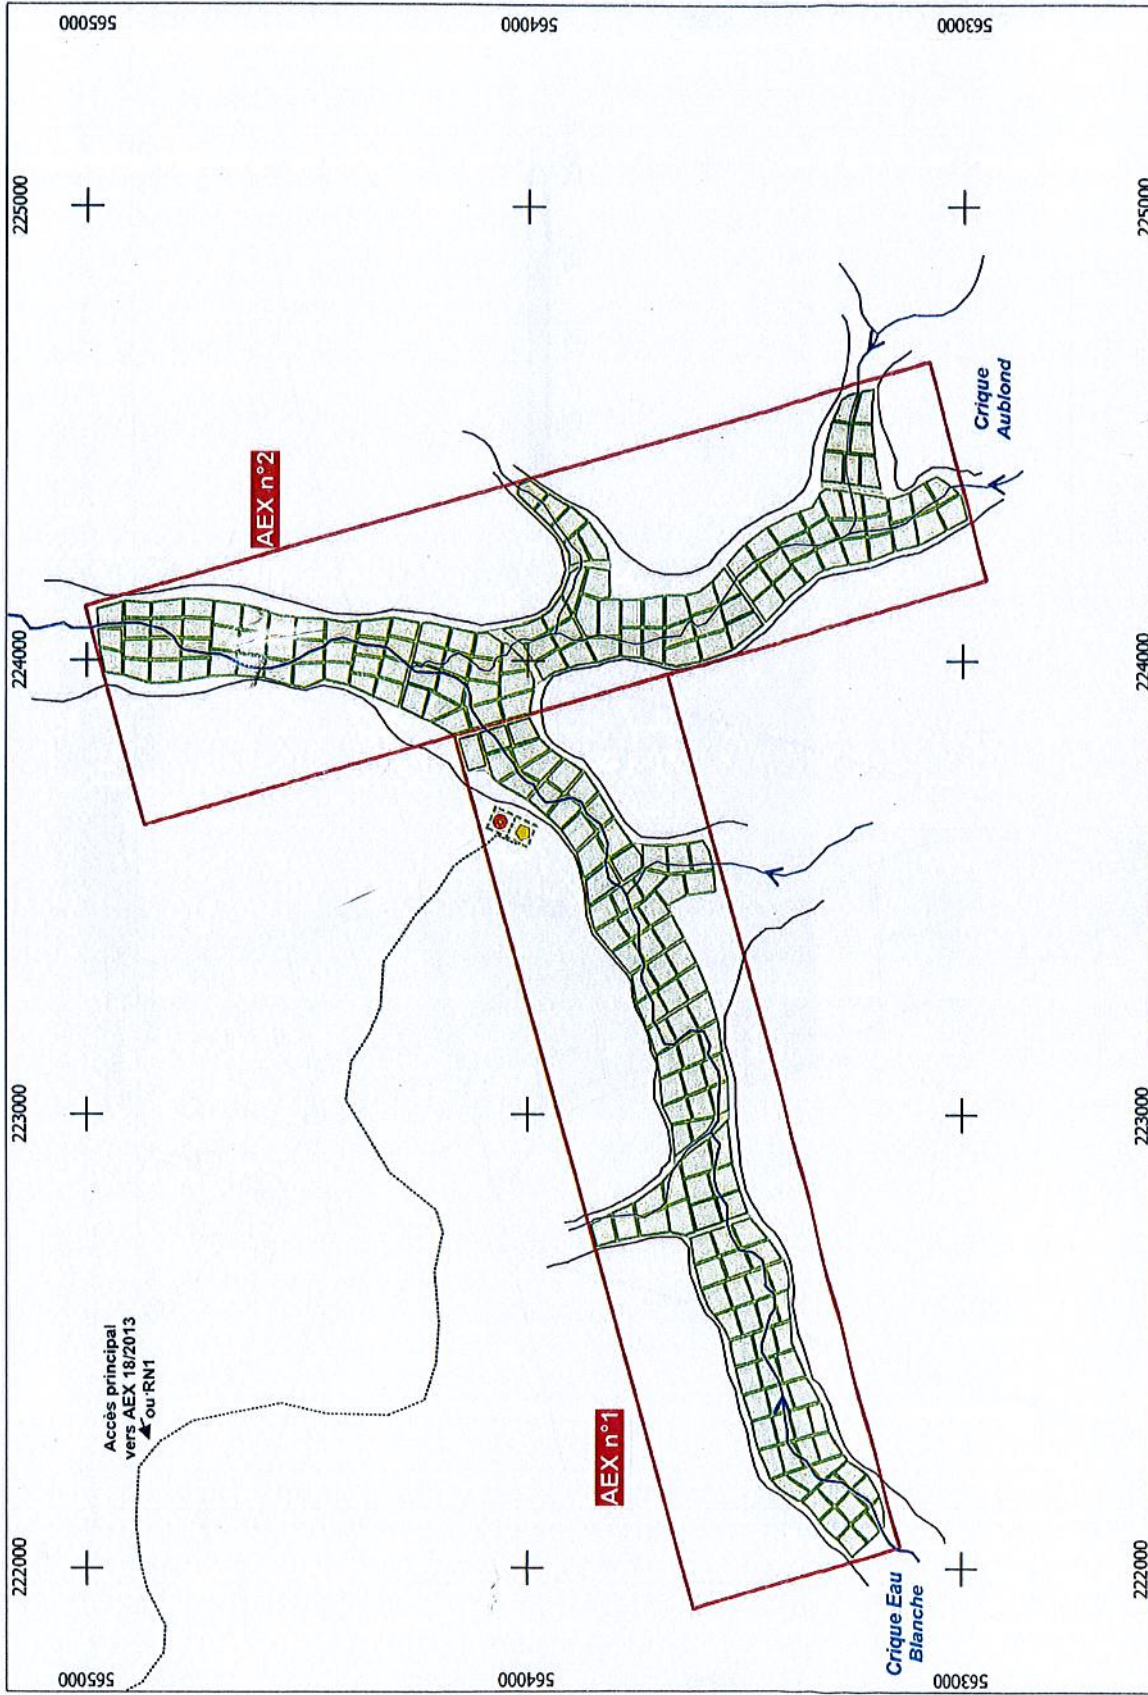 222000
223000
224000
225000
565000
565000
Accès principal
vers AEX 18/2013
ou RN1
AEX n°2
564000
564000
AEX n°1
Crique
Aublond
Crique Eau
Blanche
563000
563000
222000
223000
224000
225000